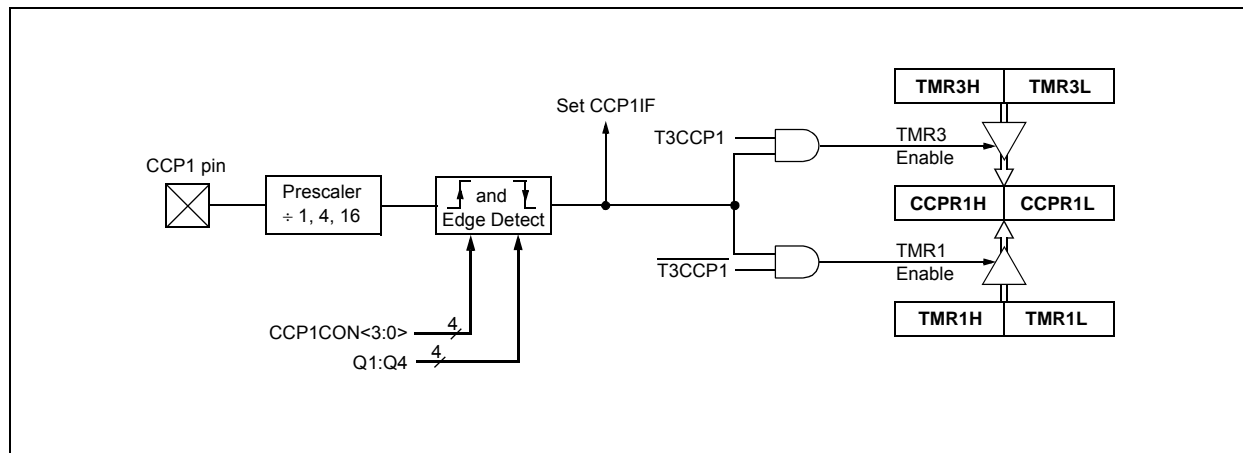 TMR3H TMR3L
Set CCP1IF
T3CCP1
TMR3
Enable
CCP1 pin
Prescaler
÷ 1, 4, 16
and
Edge Detect
CCPR1H CCPR1L
T3CCP1
TMR1
Enable
TMR1H TMR1L
CCP1CON<3:0>
4
Q1:Q4
4